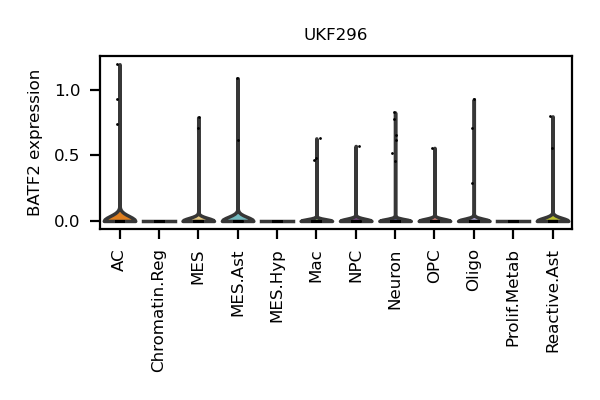 UKF296
BATF2 expression
1.0
0.5
0.0
AC
Chromatin.Reg
MES
MES.Ast
MES.Hyp
Mac
NPC
Neuron
OPC
Oligo
Prolif.Metab
Reactive.Ast